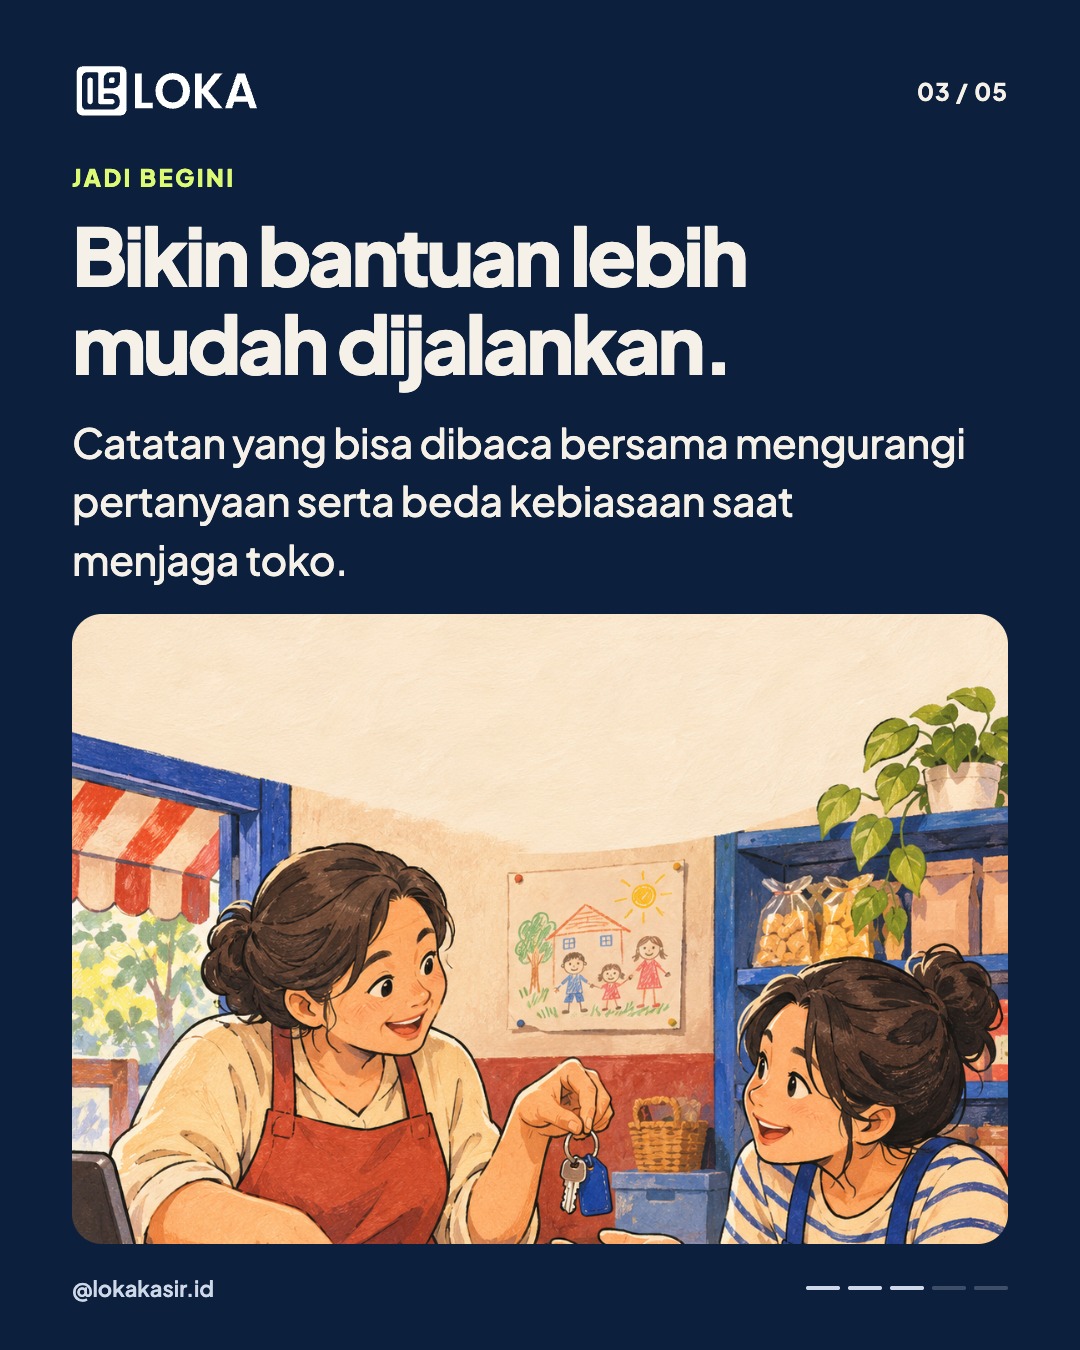 LOKA
03 / 05
JADI BEGINI
Bikin bantuan lebih
mudah dijalankan.
Catatan yang bisa dibaca bersama mengurangi
pertanyaan serta beda kebiasaan saat
menjaga toko.
@lokakasir.id